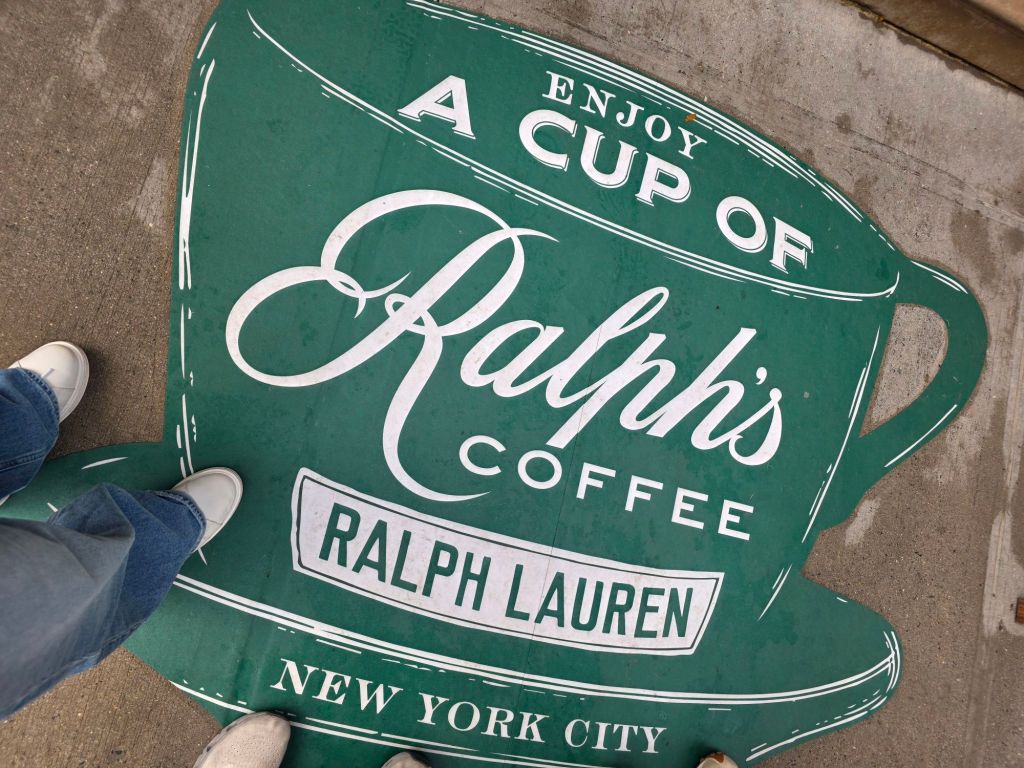 ENJOY
A CUP OF
Ralph's
COFFEE
RALPH LAUREN
NEW YORK CITY